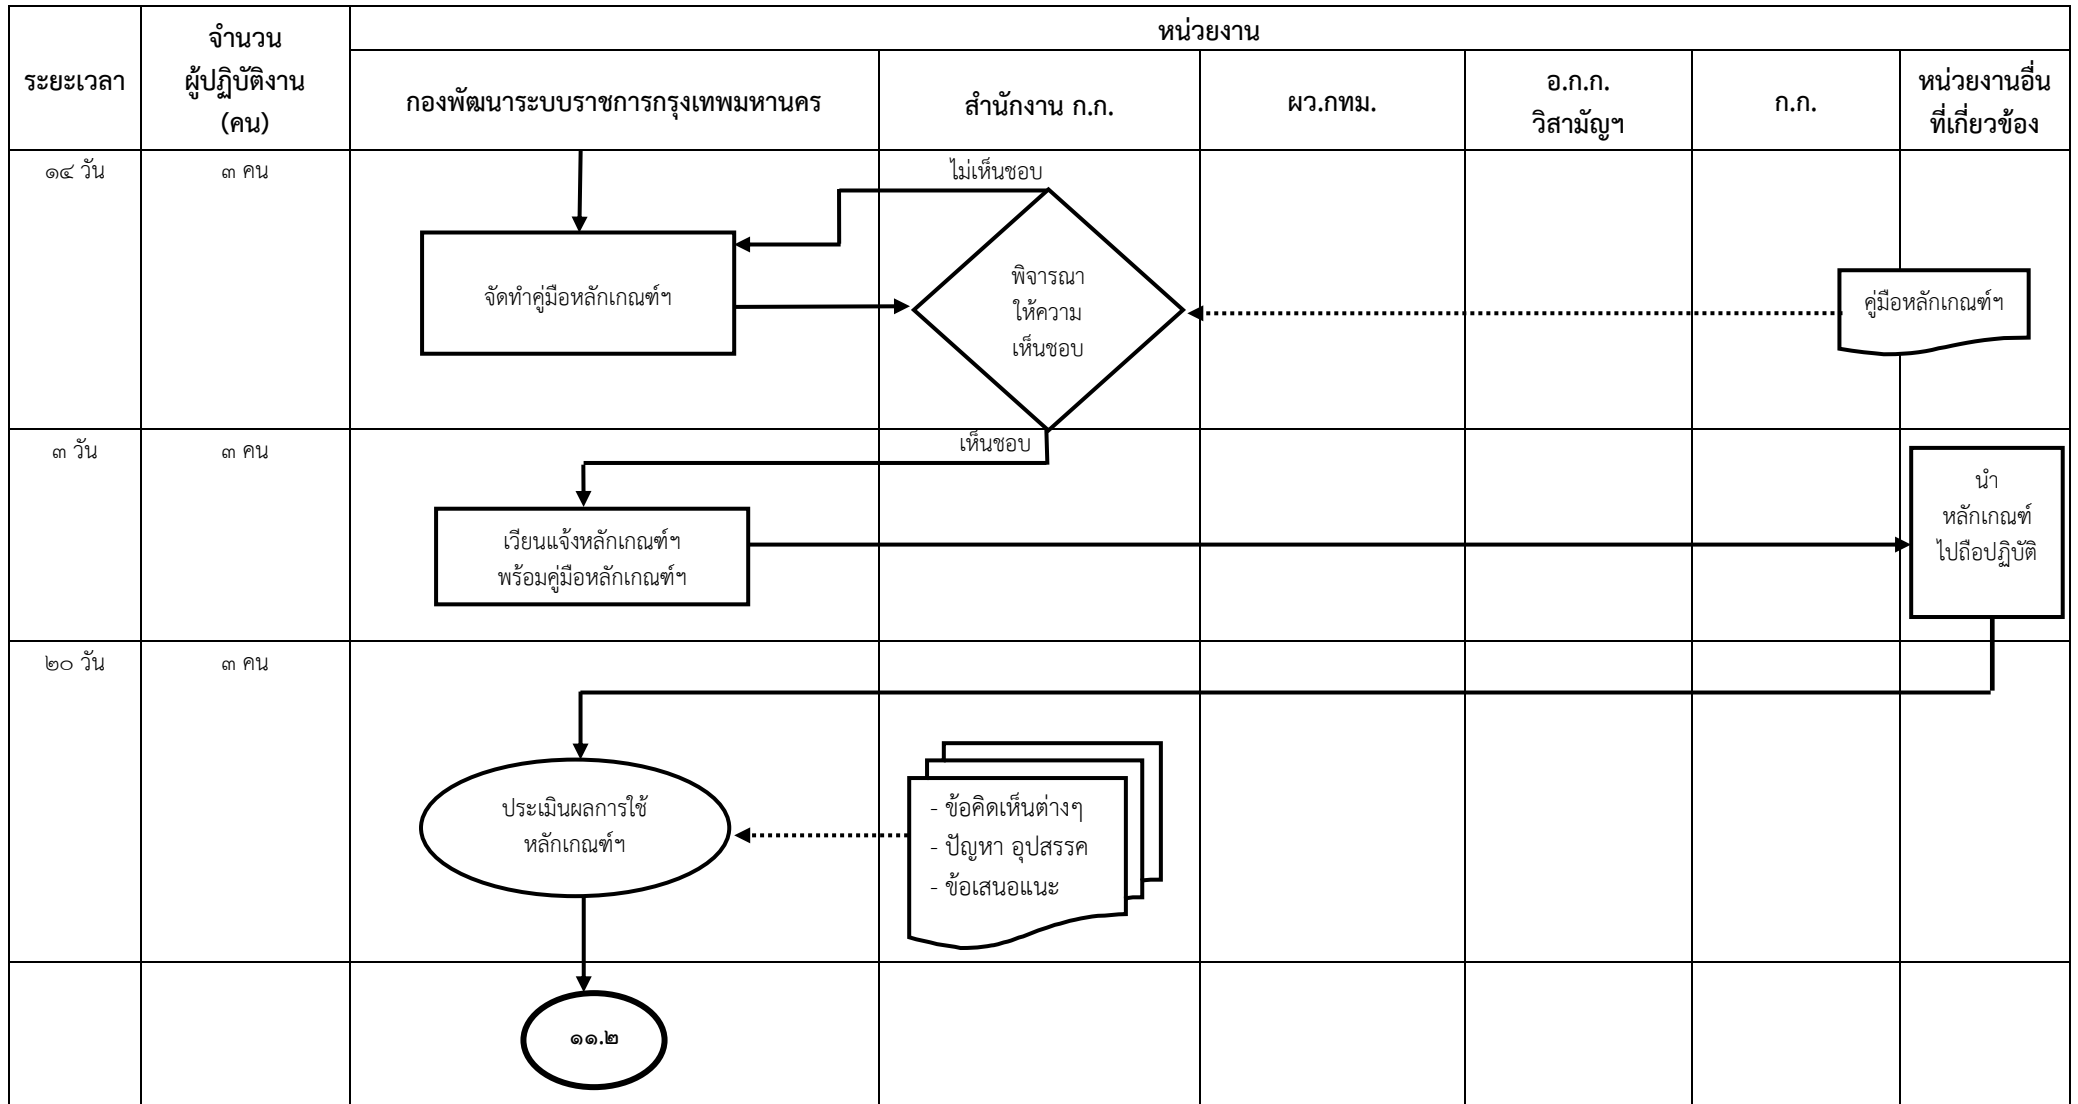 ระยะเวลา
จำนวน
ผู้ปฏิบัติงาน
(คน)
หน่วยงาน
กองพัฒนาระบบราชการกรุงเทพมหานคร
สำนักงาน ก.ก.
ผว.กทม.
อ.ก.ก.
วิสามัญฯ
ก.ก.
หน่วยงานอื่น
ที่เกี่ยวข้อง
๑๔ วัน
๓ คน
ไม่เห็นชอบ
จัดทำคู่มือหลักเกณฑ์ฯ
พิจารณา
ให้ความ
เห็นชอบ
คู่มือหลักเกณฑ์ฯ
๓ วัน
๓ คน
เห็นชอบ
เวียนแจ้งหลักเกณฑ์ฯ
พร้อมคู่มือหลักเกณฑ์ฯ
นำ
หลักเกณฑ์
ไปถือปฏิบัติ
๒๐ วัน
๓ คน
ประเมินผลการใช้
หลักเกณฑ์ฯ
- ข้อคิดเห็นต่างๆ
- ปัญหา อุปสรรค
- ข้อเสนอแนะ
๑๑.๒